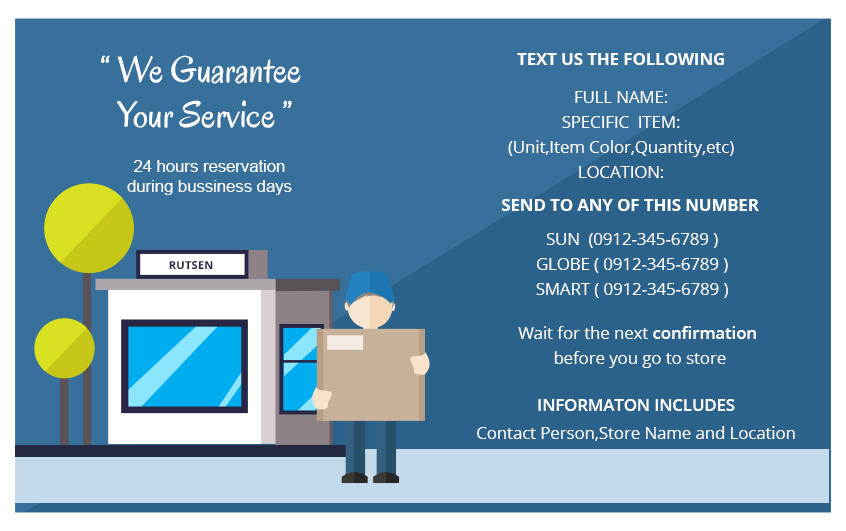 “ We Guarantee
Your Service ”
24 hours reservation
during bussiness days
RUTSEN
TEXT US THE FOLLOWING
FULL NAME:
SPECIFIC ITEM:
(Unit,Item Color,Quantity,etc)
LOCATION:
SEND TO ANY OF THIS NUMBER
SUN (0912-345-6789 )
GLOBE ( 0912-345-6789 )
SMART ( 0912-345-6789 )
Wait for the next confirmation
before you go to store
INFORMATON INCLUDES
Contact Person,Store Name and Location